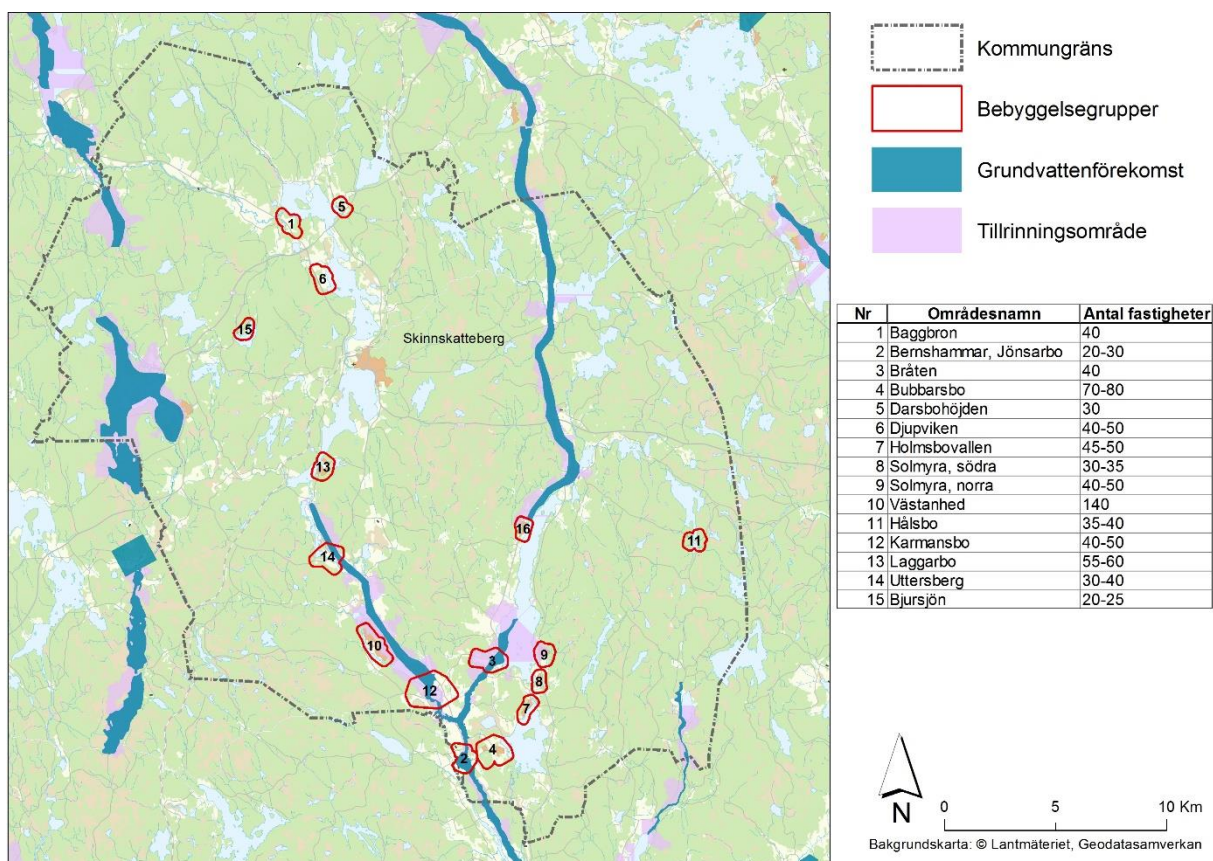 Kommungräns
Bebyggelsegrupper
Grundvattenförekomst
Tillrinningsområde
5
1
6
15
Skinnskatteberg
13
16
11
14
10
3
9
12
8
7
4
2
Nr Områdesnamn Antal fastigheter
1 Baggbron 40
2 Bernshammar, Jönsarbo 20-30
3 Bråten 40
4 Bubbarsbo 70-80
5 Darsbohöjden 30
6 Djupviken 40-50
7 Holmsbovallen 45-50
8 Solmyra, södra 30-35
9 Solmyra, norra 40-50
10 Västanhed 140
11 Hålsbo 35-40
12 Karmansbo 40-50
13 Laggarbo 55-60
14 Uttersberg 30-40
15 Bjursjön 20-25
N
0 5 10 Km
Bakgrundskarta: © Lantmäteriet, Geodatasamverkan